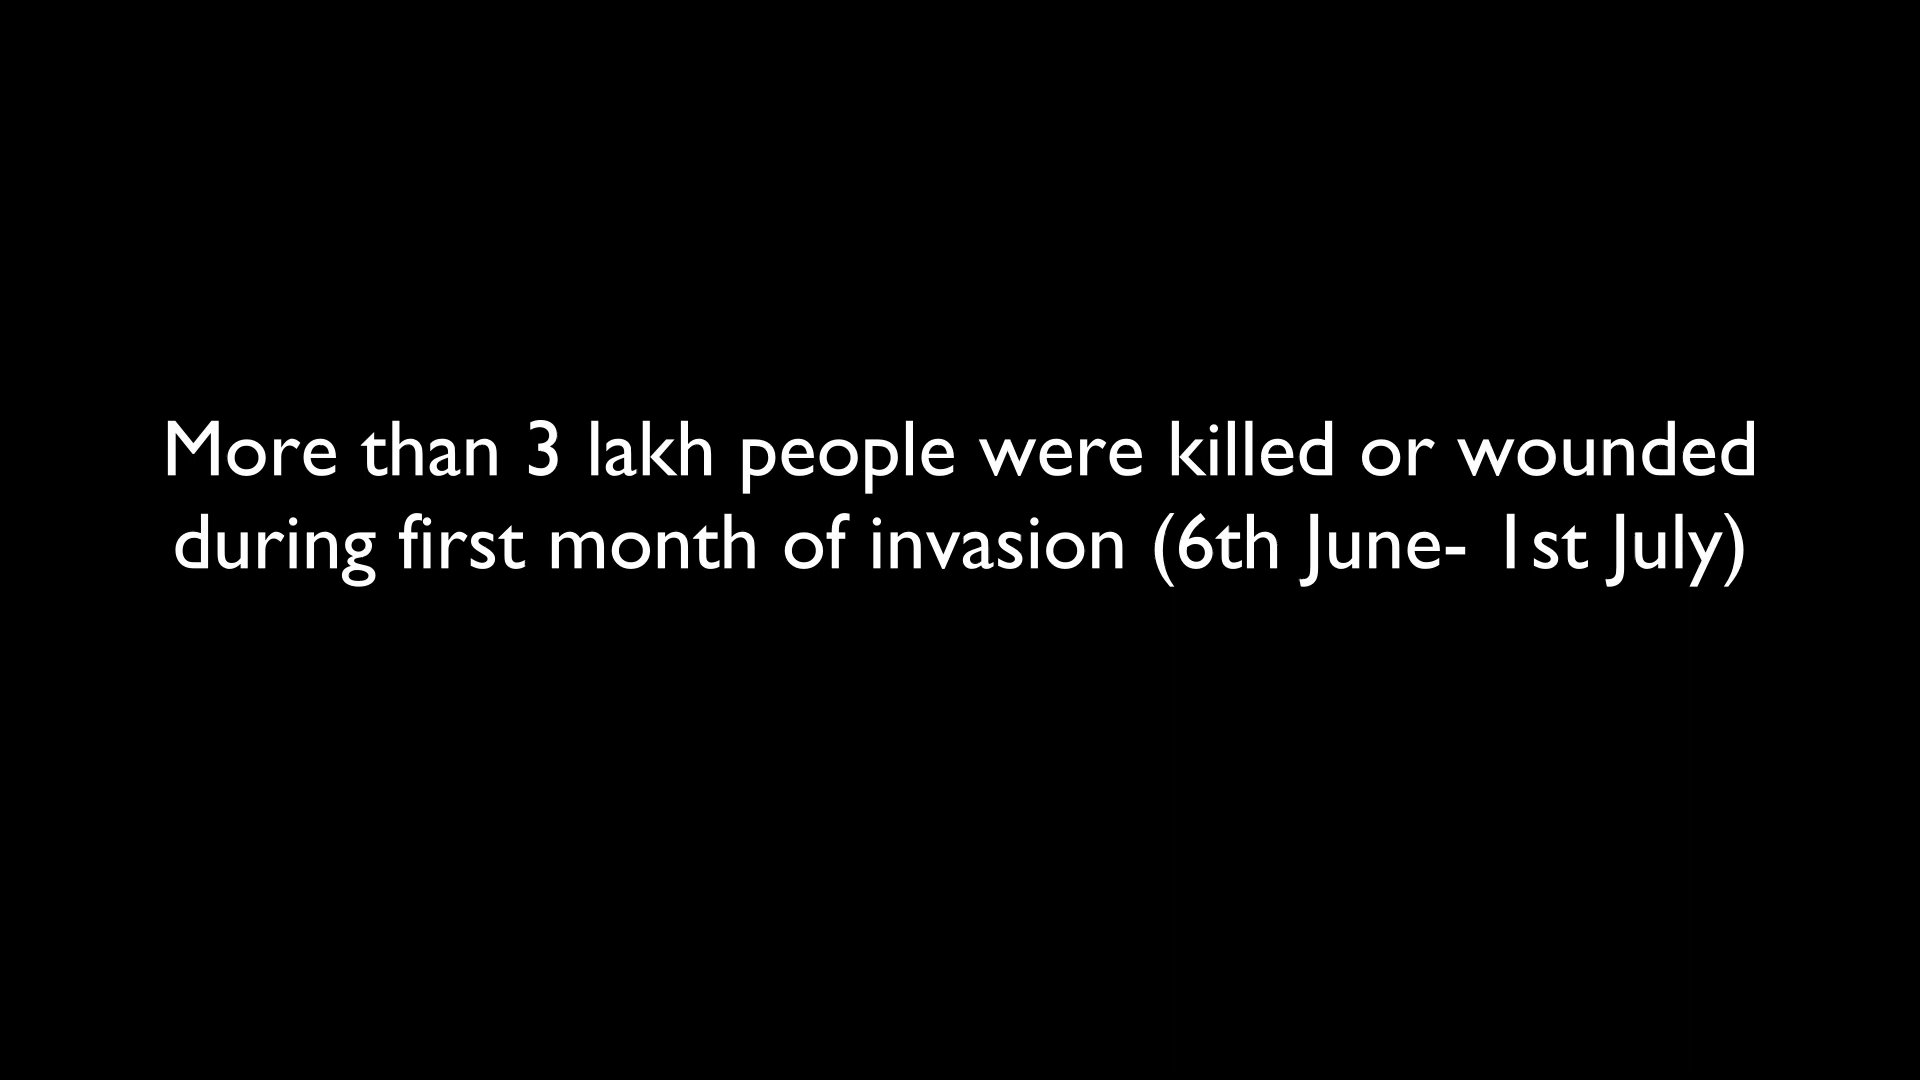 More than 3 lakh people were killed or wounded
during first month of invasion (6th June- 1st July)